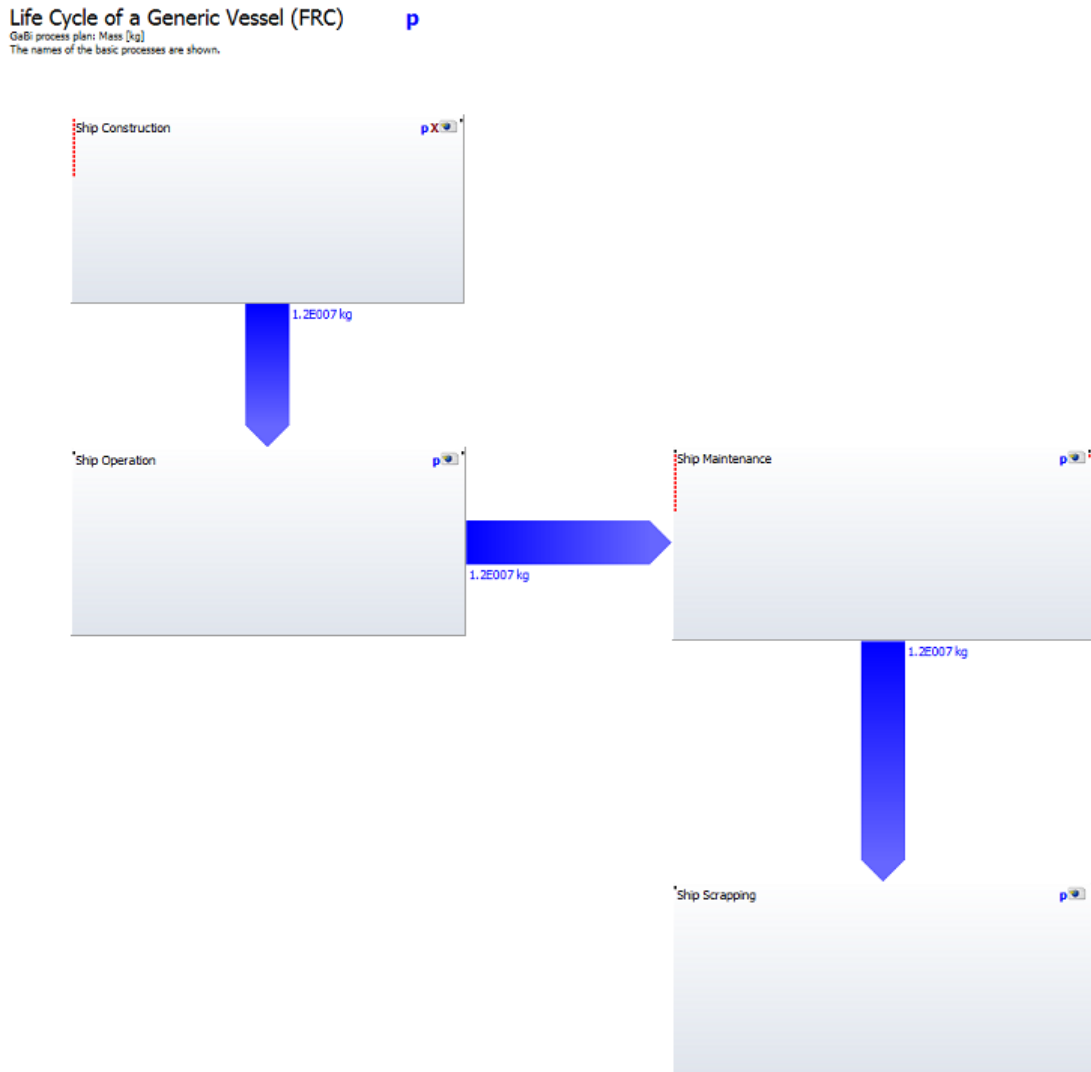 Life Cycle of a Generic Vessel (FRC) p
GaBi process plan: Mass [kg]
The names of the basic processes are shown.
Ship Construction pX
1.2E007 kg
Ship Operation p
Ship Maintenance p
1.2E007 kg
1.2E007 kg
Ship Scrapping p